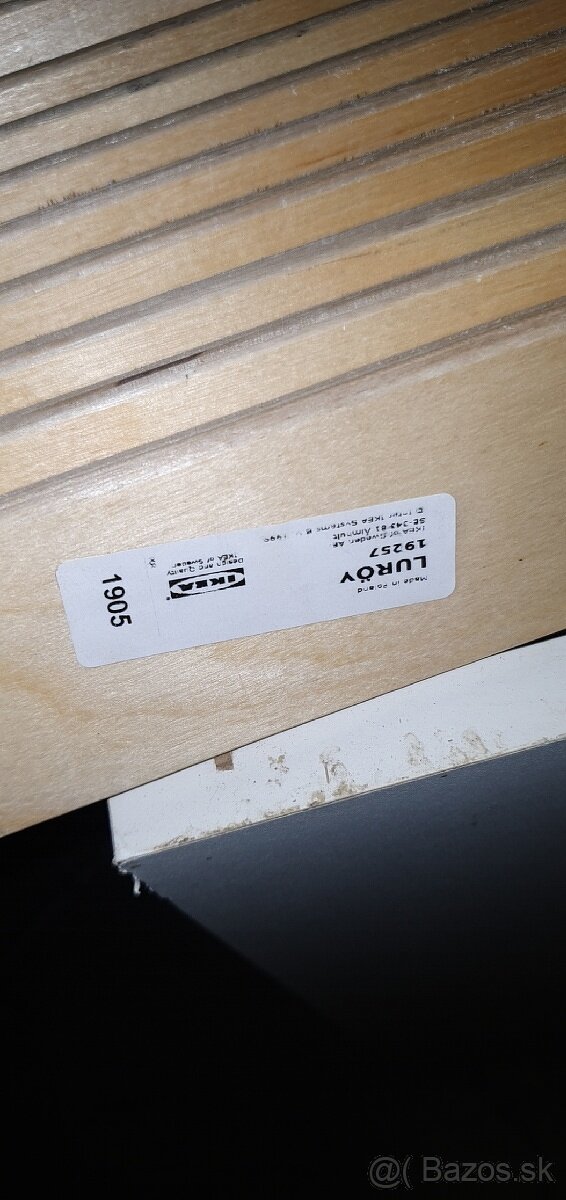 Made in Poland
LURÖY
19257
IKEA of Sweden AB
SE-343 81 Älmhult
© Inter IKEA Systems B.V. 1999
IKEA
®
Design and Quality
IKEA of Sweden
1905
@( Bazos.sk